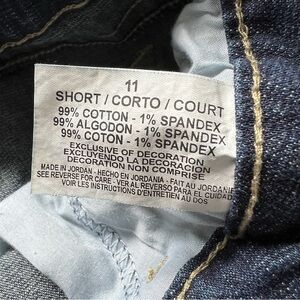 11
SHORT / CORTO / COURT
99% COTTON - 1% SPANDEX
99% ALGODON - 1% SPANDEX
99% COTON - 1% SPANDEX
EXCLUSIVE OF DECORATION
EXCLUYENDO LA DECORACION
DECORATION NON COMPRISE
MADE IN JORDAN - HECHO EN JORDANIA - FAIT AU JORDANIE
SEE REVERSE FOR CARE - VER AL REVERSO PARA EL CUIDAD
VOIR LES INSTRUCTIONS D'ENTRETIEN AU DOS